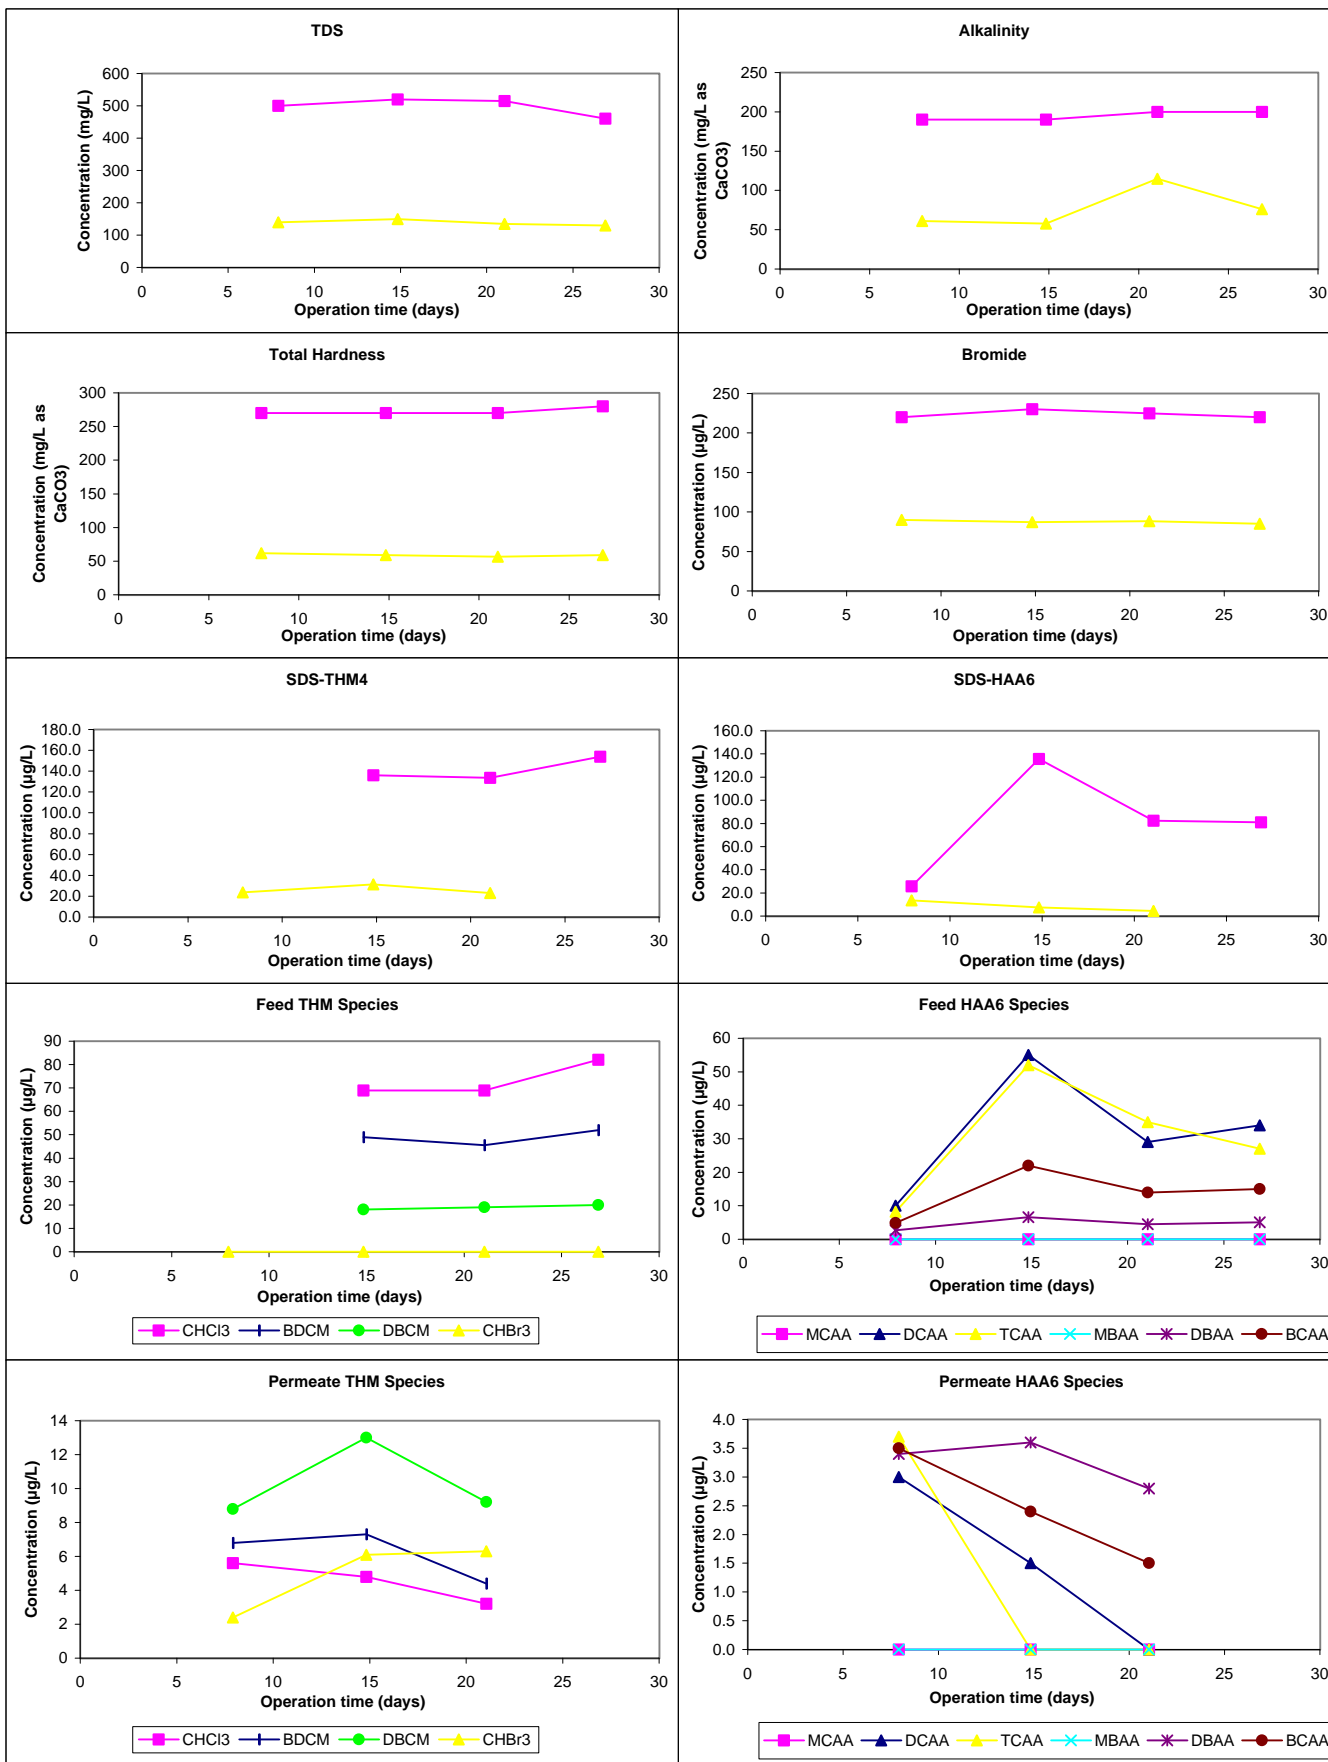 TDS
Concentration (mg/L)
600
500
400
300
200
100
0
0 5 10 15 20 25 30
Operation time (days)
Alkalinity
Concentration (mg/L as
CaCO3)
250
200
150
100
50
0
0 5 10 15 20 25 30
Operation time (days)
Total Hardness
Concentration (mg/L as
CaCO3)
300
250
200
150
100
50
0
0 5 10 15 20 25 30
Operation time (days)
Bromide
Concentration (µg/L)
250
200
150
100
50
0
0 5 10 15 20 25 30
Operation time (days)
SDS-THM4
Concentration (µg/L)
180.0
160.0
140.0
120.0
100.0
80.0
60.0
40.0
20.0
0.0
0 5 10 15 20 25 30
Operation time (days)
SDS-HAA6
Concentration (µg/L)
160.0
140.0
120.0
100.0
80.0
60.0
40.0
20.0
0.0
0 5 10 15 20 25 30
Operation time (days)
Feed THM Species
Concentration (µg/L)
90
80
70
60
50
40
30
20
10
0
0 5 10 15 20 25 30
Operation time (days)
CHCl3 BDCM DBCM CHBr3
Feed HAA6 Species
Concentration (µg/L)
60
50
40
30
20
10
0
0 5 10 15 20 25 30
Operation time (days)
MCAA DCAA TCAA MBAA DBAA BCAA
Permeate THM Species
Concentration (µg/L)
14
12
10
8
6
4
2
0
0 5 10 15 20 25 30
Operation time (days)
CHCl3 BDCM DBCM CHBr3
Permeate HAA6 Species
Concentration (µg/L)
4.0
3.5
3.0
2.5
2.0
1.5
1.0
0.5
0.0
0 5 10 15 20 25 30
Operation time (days)
MCAA DCAA TCAA MBAA DBAA BCAA